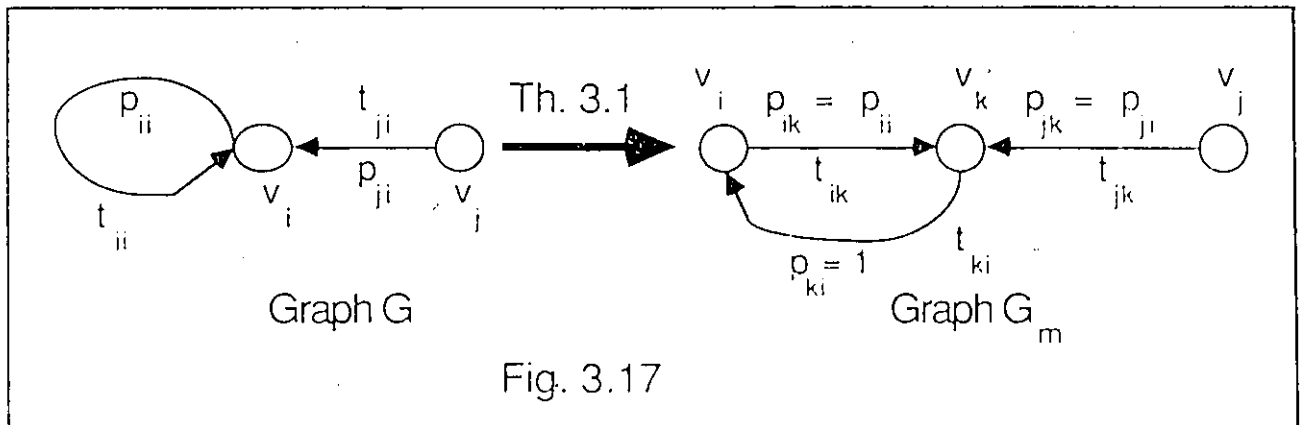 p_ii
t_ii
v_i
t_ji
p_ji
v_j
Th. 3.1
v_i
p_ik = p_ii
t_ik
v_k
p_jk = p_ji
t_jk
v_j
p_ki = 1
t_ki
Graph G
Graph G_m
Fig. 3.17